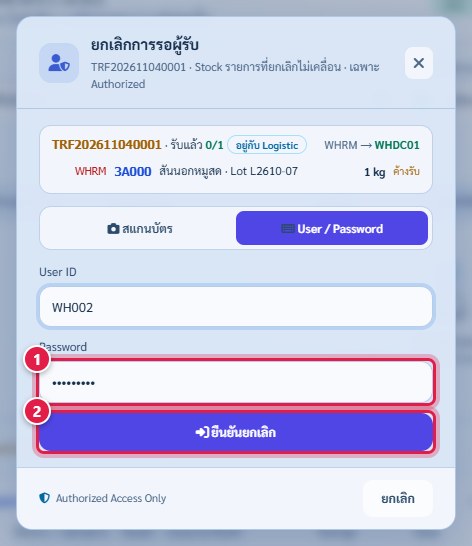 ยกเลิกการรอผู้รับ
TRF202611040001 · Stock รายการที่ยกเลิกไม่เคลื่อน · เฉพาะ
Authorized
TRF202611040001 · รับแล้ว 0/1 อยู่กับ Logistic WHRM → WHDC01
WHRM 3A000 สันนอกหมูสด · Lot L2610-07 1 kg ค้างรับ
สแกนบัตร User / Password
User ID
WH002
Password
1
•••••••••
2
ยืนยันยกเลิก
Authorized Access Only ยกเลิก